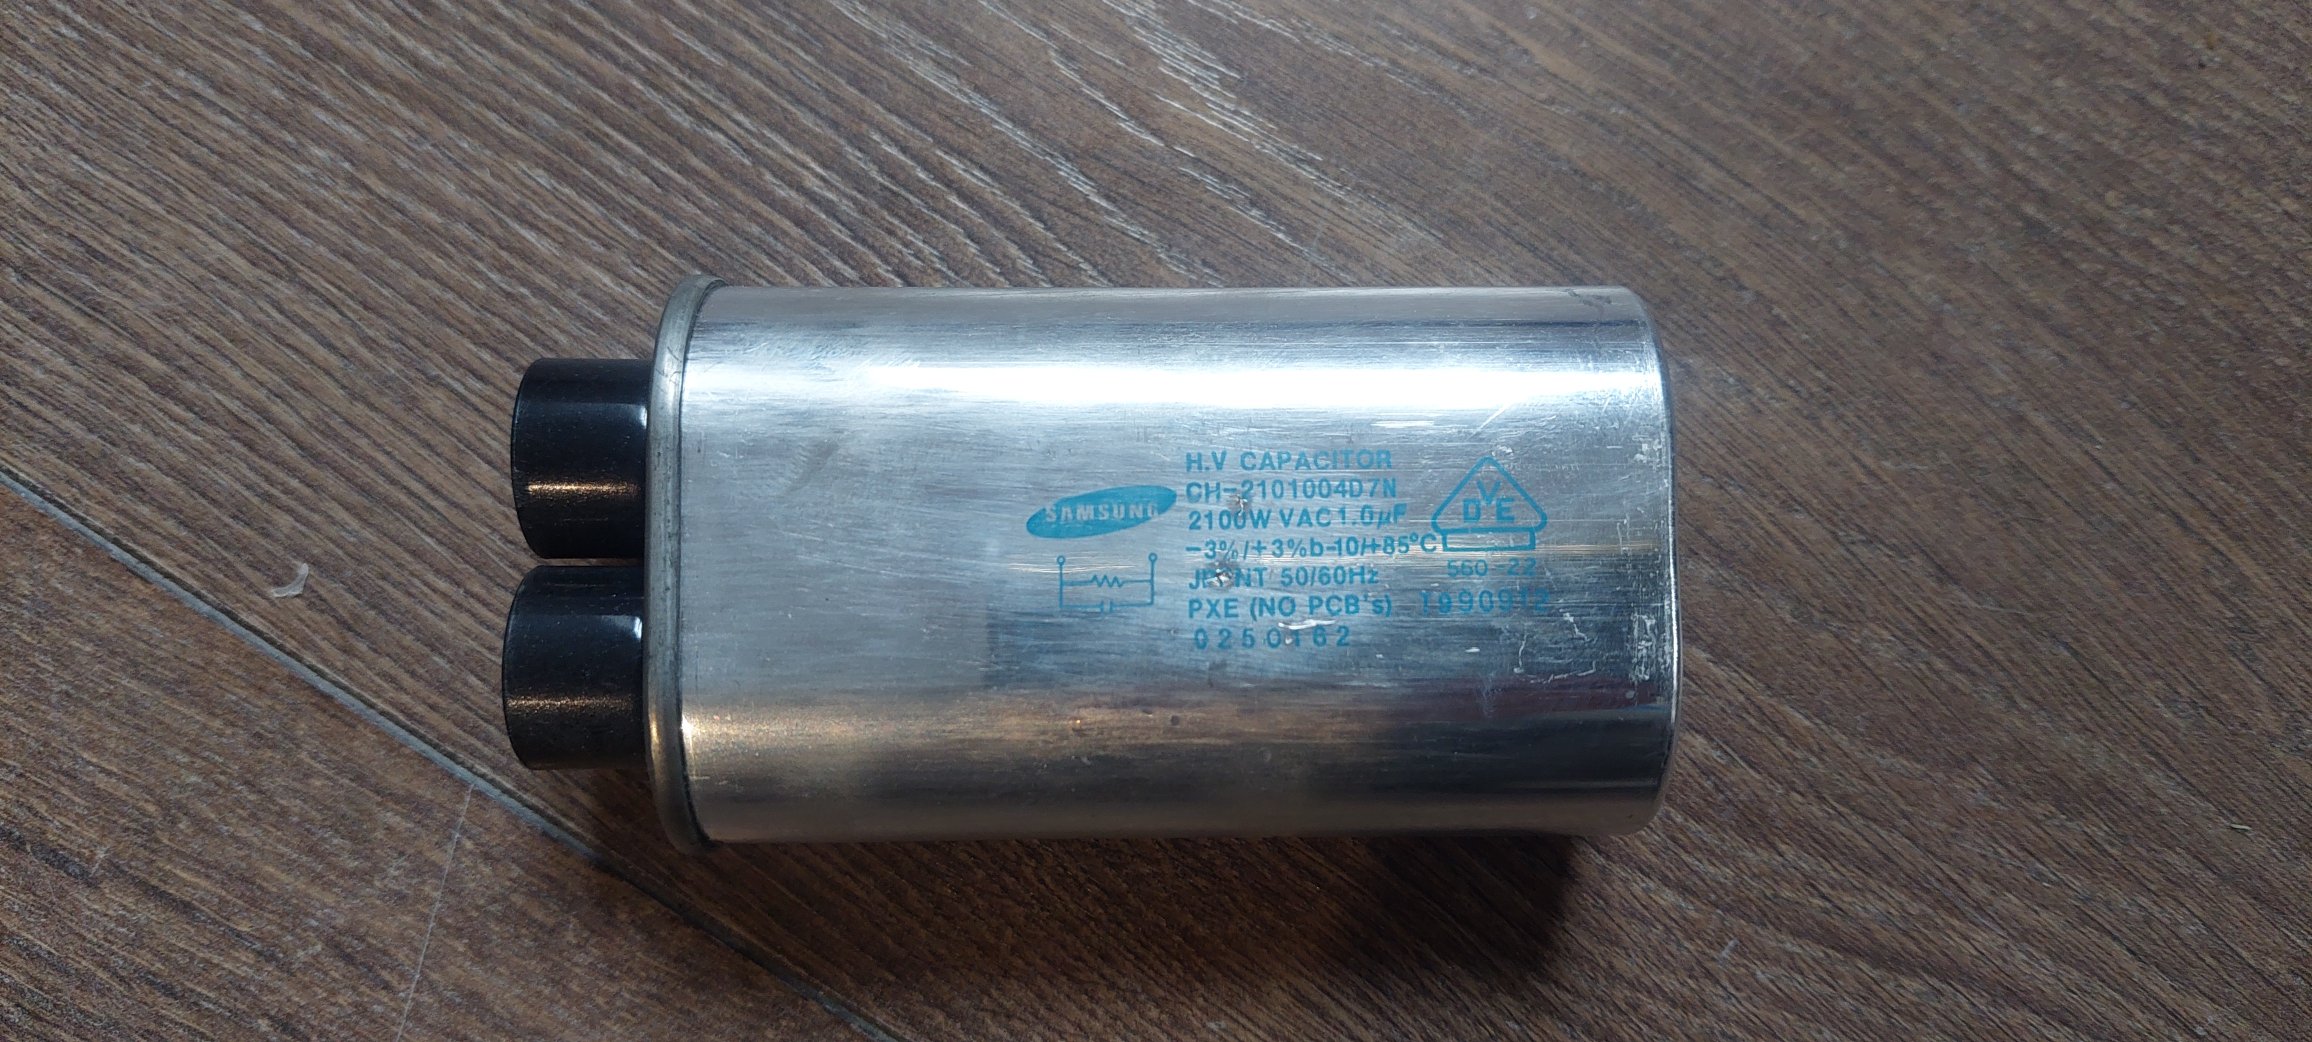 SAMSUNG
H.V CAPACITOR
CH-2101004D7N
2100W VAC 1.0µF
-3%/+3%b-10/+85°C
50/60Hz
PXE (NO PCB's)
VDE
560-22